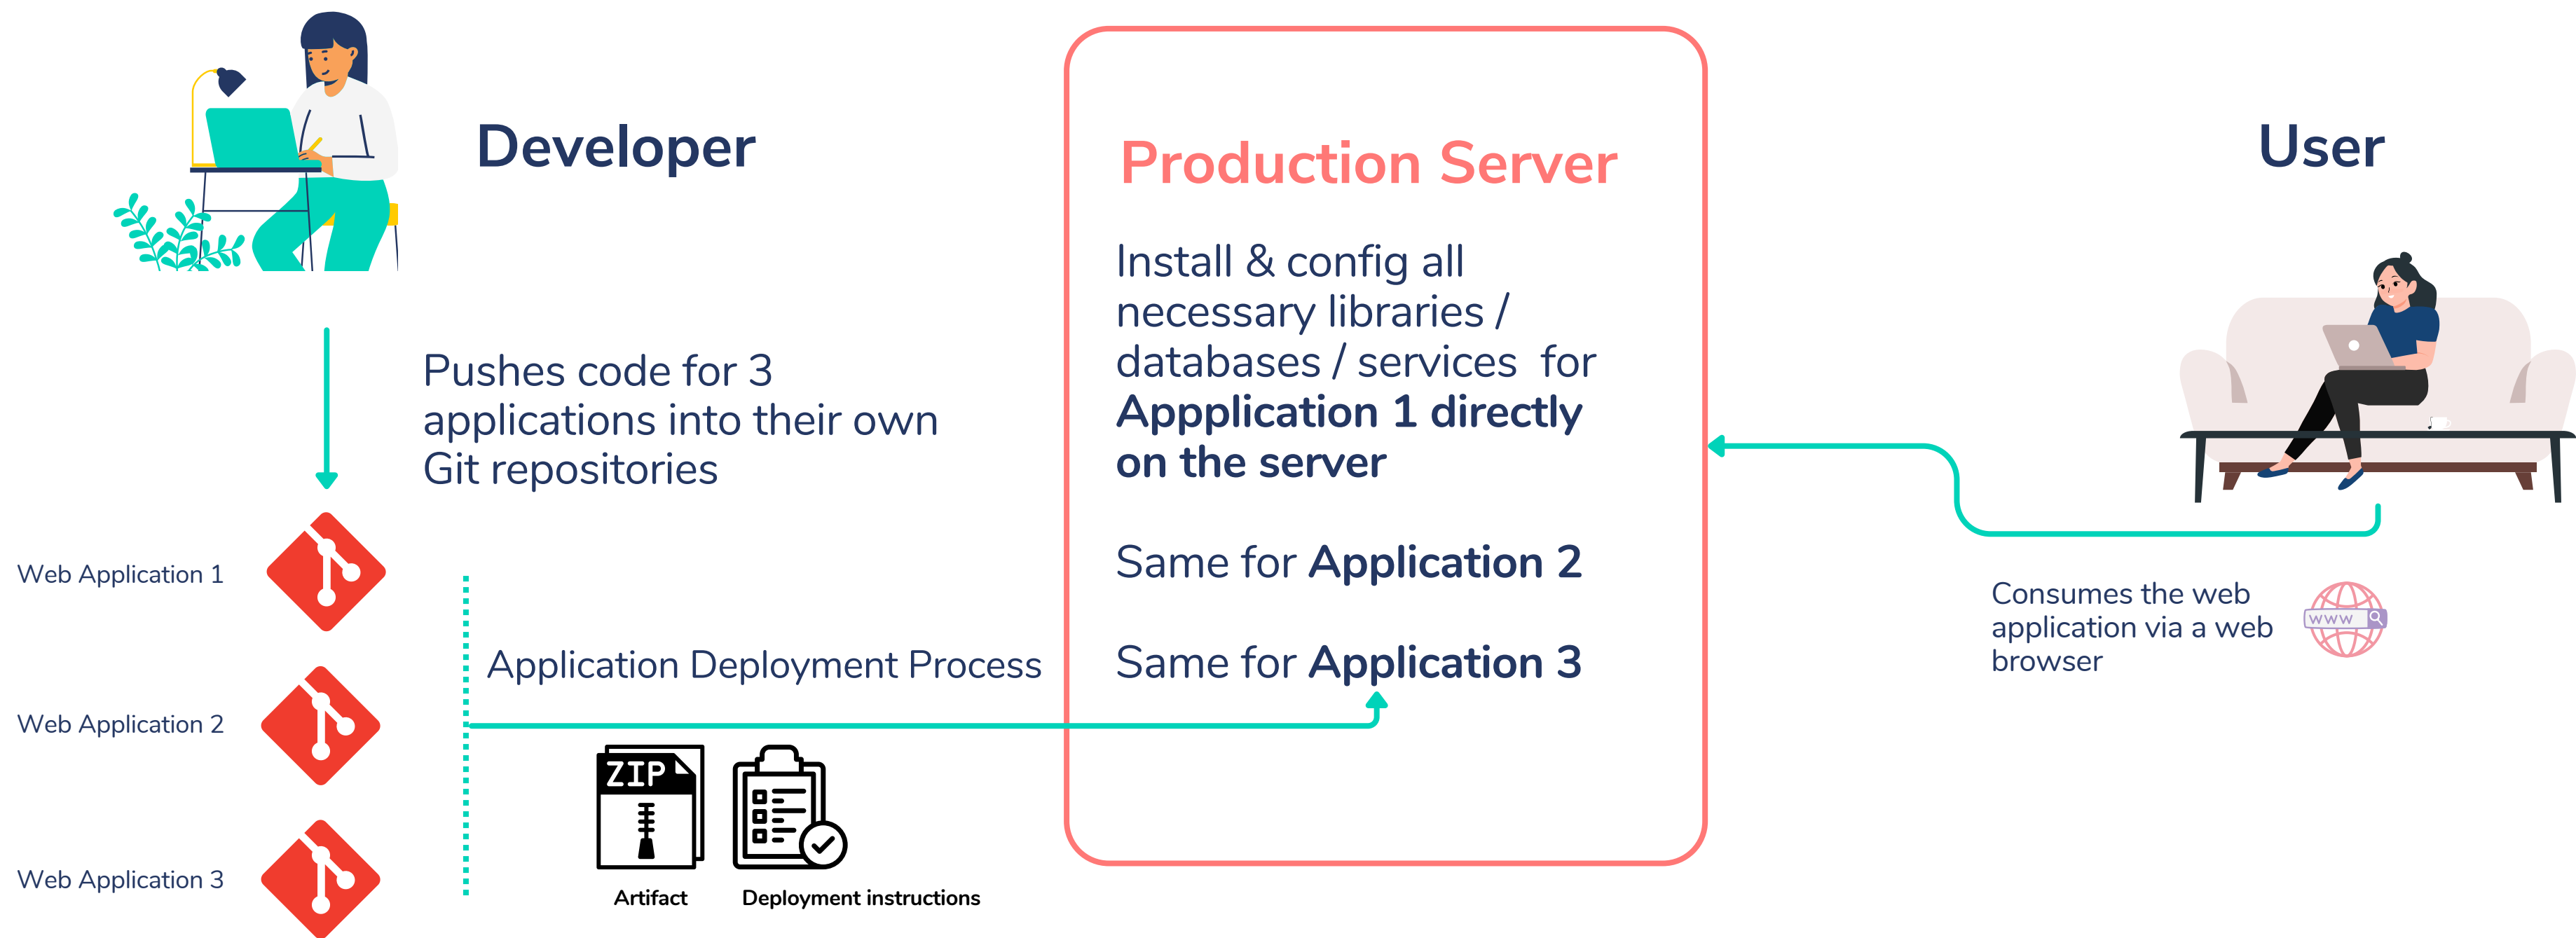 Developer
Pushes code for 3
applications into their own
Git repositories
Web Application 1
Web Application 2
Web Application 3
Application Deployment Process
ZIP
Artifact
Deployment instructions
Production Server
Install & config all
necessary libraries /
databases / services  for
Appplication 1 directly
on the server
Same for Application 2
Same for Application 3
User
Consumes the web
application via a web
browser
WWW